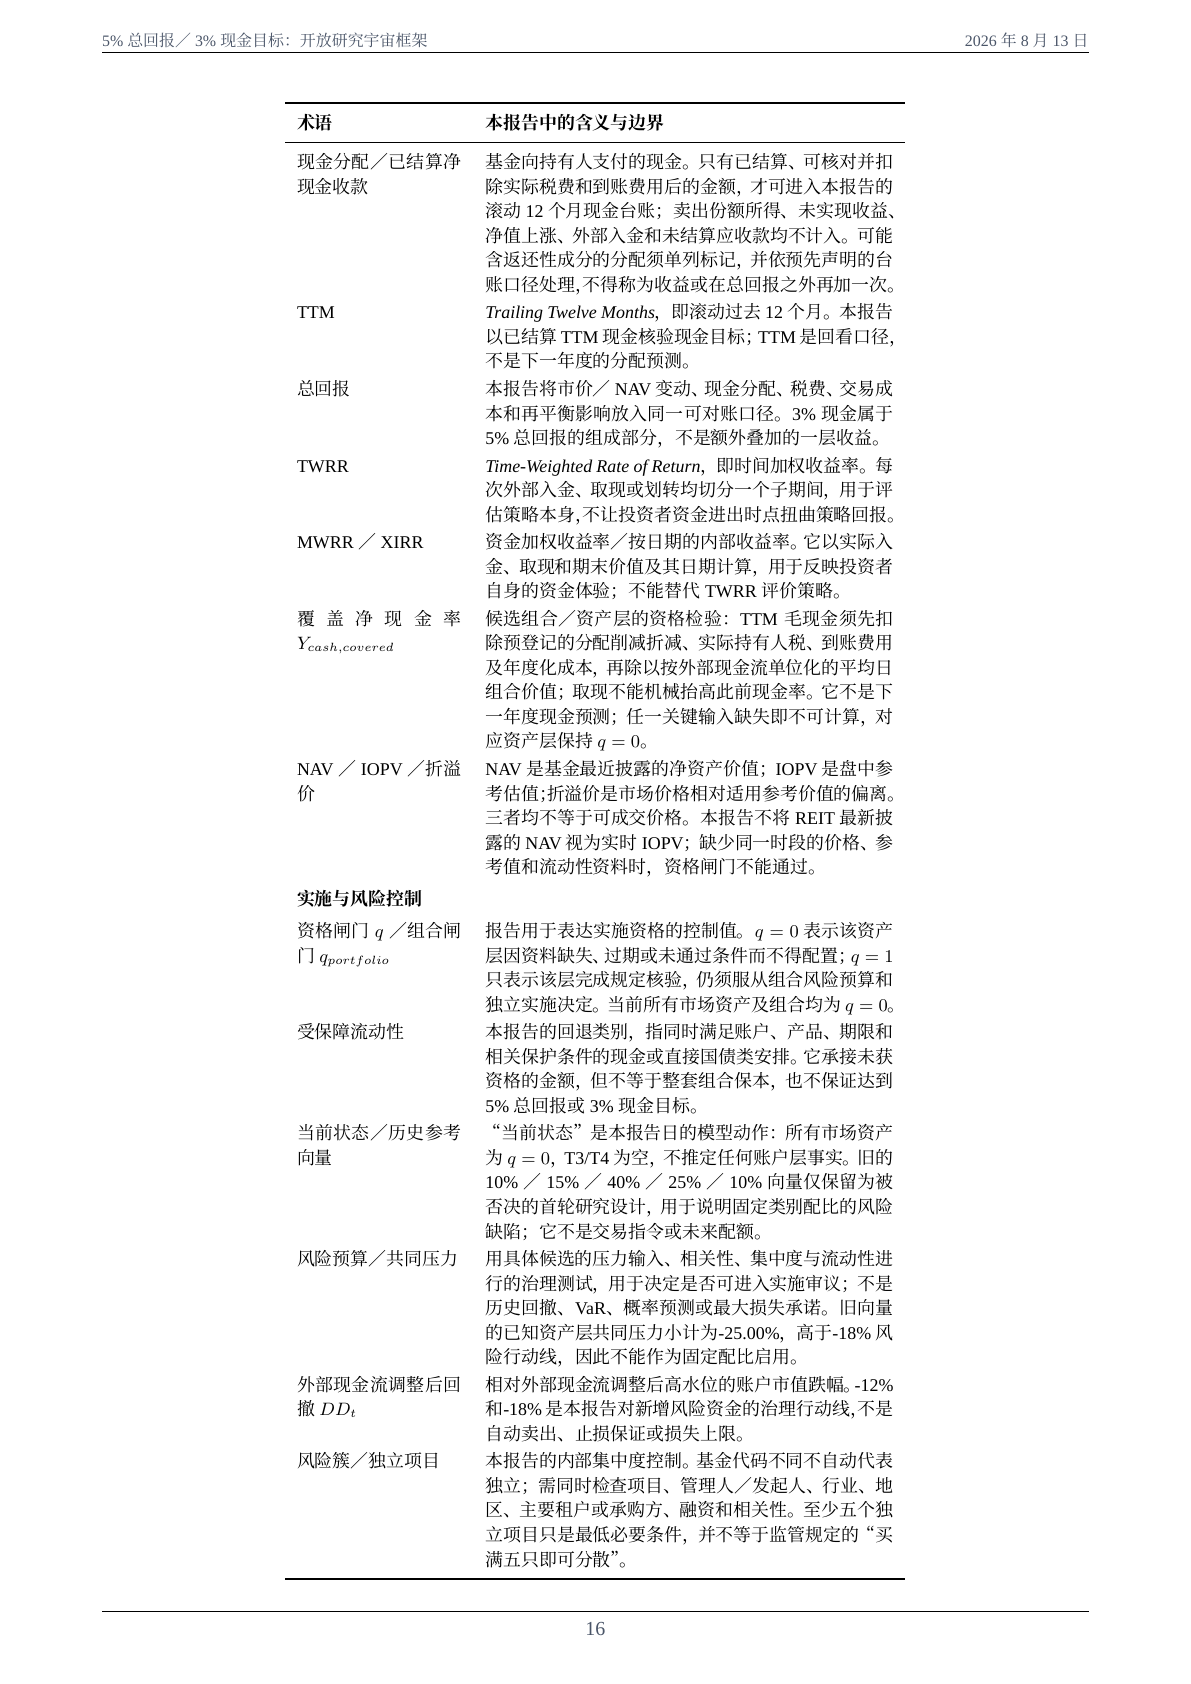 5% 总回报／ 3% 现金目标：开放研究宇宙框架
2026 年 8 月 13 日
术语
本报告中的含义与边界
现金分配／已结算净
现金收款
基金向持有人支付的现金。只有已结算、可核对并扣
除实际税费和到账费用后的金额，才可进入本报告的
滚动 12 个月现金台账；卖出份额所得、未实现收益、
净值上涨、外部入金和未结算应收款均不计入。可能
含返还性成分的分配须单列标记，并依预先声明的台
账口径处理，不得称为收益或在总回报之外再加一次。
TTM
Trailing Twelve Months，即滚动过去 12 个月。本报告
以已结算 TTM 现金核验现金目标；TTM 是回看口径，
不是下一年度的分配预测。
总回报
本报告将市价／ NAV 变动、现金分配、税费、交易成
本和再平衡影响放入同一可对账口径。3% 现金属于
5% 总回报的组成部分，不是额外叠加的一层收益。
TWRR
Time-Weighted Rate of Return，即时间加权收益率。每
次外部入金、取现或划转均切分一个子期间，用于评
估策略本身，不让投资者资金进出时点扭曲策略回报。
MWRR ／ XIRR
资金加权收益率／按日期的内部收益率。它以实际入
金、取现和期末价值及其日期计算，用于反映投资者
自身的资金体验；不能替代 TWRR 评价策略。
覆盖净现金率
Y_{cash,covered}
候选组合／资产层的资格检验：TTM 毛现金须先扣
除预登记的分配削减折减、实际持有人税、到账费用
及年度化成本，再除以按外部现金流单位化的平均日
组合价值；取现不能机械抬高此前现金率。它不是下
一年度现金预测；任一关键输入缺失即不可计算，对
应资产层保持 q = 0。
NAV ／ IOPV ／折溢
价
NAV 是基金最近披露的净资产价值；IOPV 是盘中参
考估值；折溢价是市场价格相对适用参考价值的偏离。
三者均不等于可成交价格。本报告不将 REIT 最新披
露的 NAV 视为实时 IOPV；缺少同一时段的价格、参
考值和流动性资料时，资格闸门不能通过。
实施与风险控制
资格闸门 q ／组合闸
门 q_{portfolio}
报告用于表达实施资格的控制值。q = 0 表示该资产
层因资料缺失、过期或未通过条件而不得配置；q = 1
只表示该层完成规定核验，仍须服从组合风险预算和
独立实施决定。当前所有市场资产及组合均为 q = 0。
受保障流动性
本报告的回退类别，指同时满足账户、产品、期限和
相关保护条件的现金或直接国债类安排。它承接未获
资格的金额，但不等于整套组合保本，也不保证达到
5% 总回报或 3% 现金目标。
当前状态／历史参考
向量
“当前状态”是本报告日的模型动作：所有市场资产
为 q = 0，T3/T4 为空，不推定任何账户层事实。旧的
10% ／ 15% ／ 40% ／ 25% ／ 10% 向量仅保留为被
否决的首轮研究设计，用于说明固定类别配比的风险
缺陷；它不是交易指令或未来配额。
风险预算／共同压力
用具体候选的压力输入、相关性、集中度与流动性进
行的治理测试，用于决定是否可进入实施审议；不是
历史回撤、VaR、概率预测或最大损失承诺。旧向量
的已知资产层共同压力小计为-25.00%，高于-18% 风
险行动线，因此不能作为固定配比启用。
外部现金流调整后回
撤 DD_t
相对外部现金流调整后高水位的账户市值跌幅。-12%
和-18% 是本报告对新增风险资金的治理行动线，不是
自动卖出、止损保证或损失上限。
风险簇／独立项目
本报告的内部集中度控制。基金代码不同不自动代表
独立；需同时检查项目、管理人／发起人、行业、地
区、主要租户或承购方、融资和相关性。至少五个独
立项目只是最低必要条件，并不等于监管规定的“买
满五只即可分散”。
16